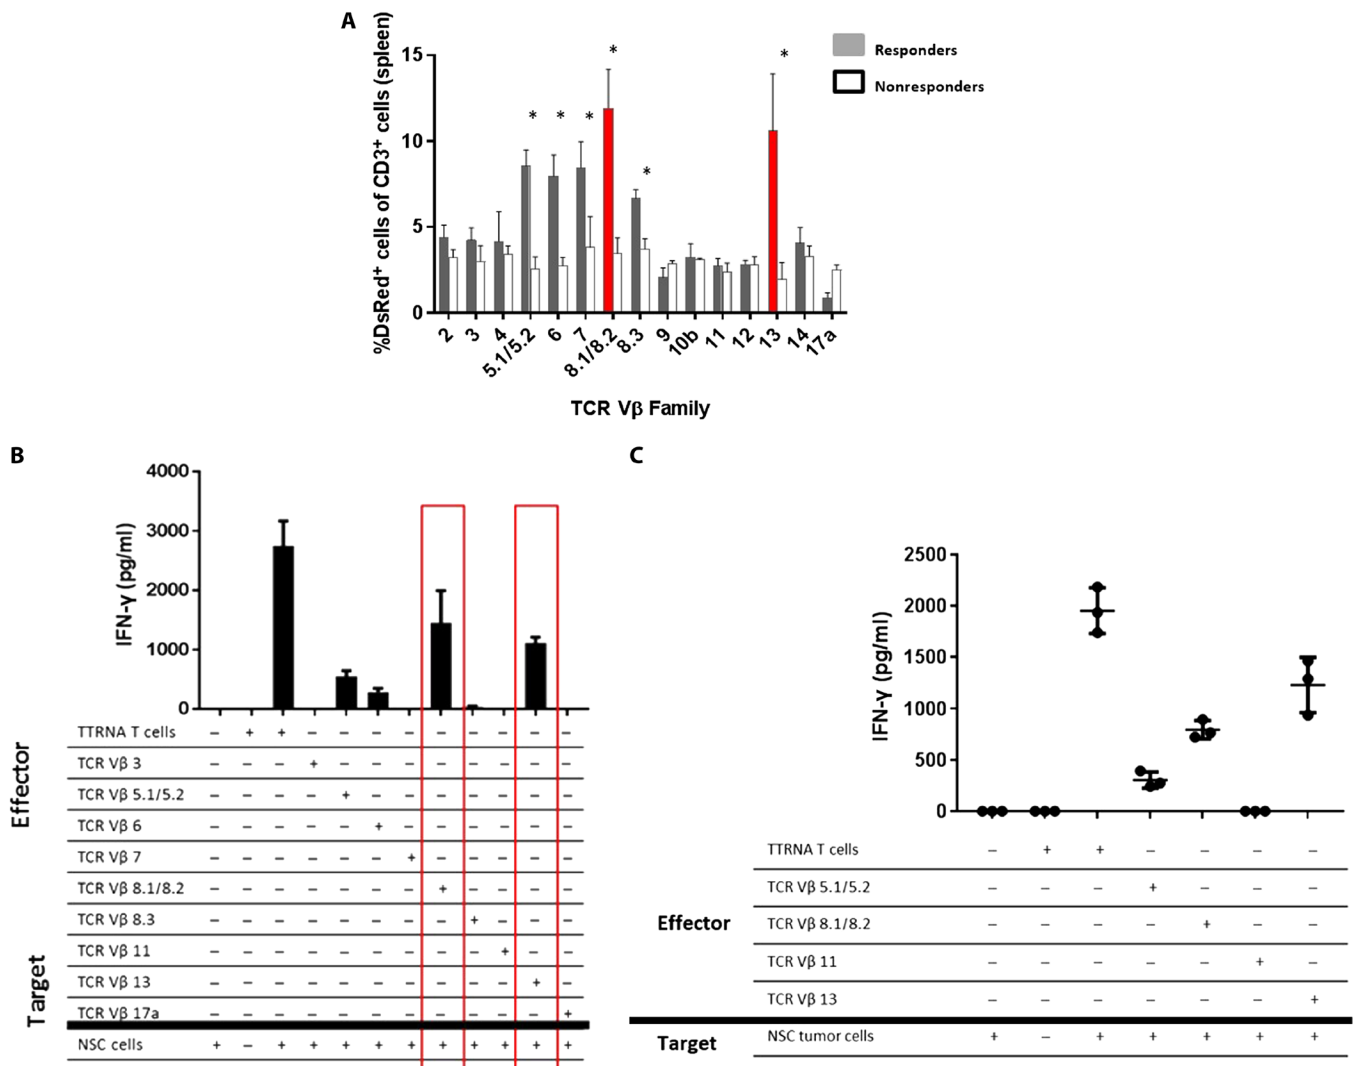 A
%DsRed⁺ cells of CD3⁺ cells (spleen)
15
10
5
0
* * * * * *
2 3 4 5.1/5.2 6 7 8.1/8.2 8.3 9 10b 11 12 13 14 17a
TCR Vβ Family
Responders
Nonresponders
B
IFN-γ (pg/ml)
4000
3000
2000
1000
0
Effector
TTRNA T cells – + + – – – – – – – – –
TCR Vβ 3 – – – + – – – – – – – –
TCR Vβ 5.1/5.2 – – – – + – – – – – – –
TCR Vβ 6 – – – – – + – – – – – –
TCR Vβ 7 – – – – – – + – – – – –
TCR Vβ 8.1/8.2 – – – – – – – + – – – –
TCR Vβ 8.3 – – – – – – – – + – – –
TCR Vβ 11 – – – – – – – – – + – –
TCR Vβ 13 – – – – – – – – – – + –
TCR Vβ 17a – – – – – – – – – – – +
Target
NSC cells + – + + + + + + + + + +
C
IFN-γ (pg/ml)
2500
2000
1500
1000
500
0
TTRNA T cells – + + – – – –
TCR Vβ 5.1/5.2 – – – + – – –
Effector
TCR Vβ 8.1/8.2 – – – – + – –
TCR Vβ 11 – – – – – + –
TCR Vβ 13 – – – – – – +
Target
NSC tumor cells + – + + + + +